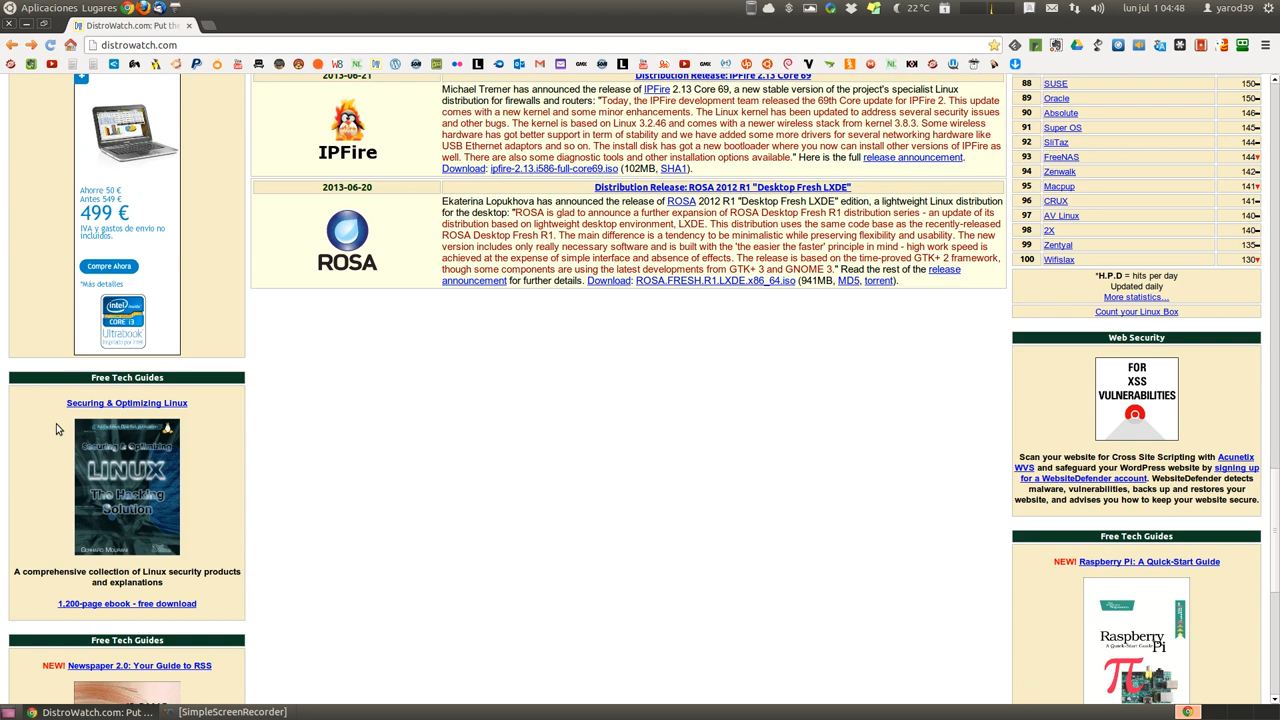 Aplicaciones Lugares
22°C
lun jul 1 04:48
yarod39
DistroWatch.com: Put the
distrowatch.com
2013-06-21
Distribution Release: IPFire 2.13 Core 69
Michael Tremer has announced the release of IPFire 2.13 Core 69, a new stable version of the project's specialist Linux
distribution for firewalls and routers: "Today, the IPFire development team released the 69th Core update for IPFire 2. This update
comes with a new kernel and some minor enhancements. The Linux kernel has been updated to address several security issues
and other bugs. The kernel is based on Linux 3.2.46 and comes with a newer wireless stack from kernel 3.8.3. Some wireless
hardware has got better support in term of stability and we have added some more drivers for several networking hardware like
USB Ethernet adaptors and so on. The install disk has got a new bootloader where you now can install other versions of IPFire as
well. There are also some diagnostic tools and other installation options available." Here is the full release announcement.
Download: ipfire-2.13.i586-full-core69.iso (102MB, SHA1).
IPFire
2013-06-20
Distribution Release: ROSA 2012 R1 "Desktop Fresh LXDE"
Ekaterina Lopukhova has announced the release of ROSA 2012 R1 "Desktop Fresh LXDE" edition, a lightweight Linux distribution
for the desktop: "ROSA is glad to announce a further expansion of ROSA Desktop Fresh R1 distribution series - an update of its
distribution based on lightweight desktop environment, LXDE. This distribution uses the same code base as the recently-released
ROSA Desktop Fresh R1. The main difference is a tendency to be minimalistic while preserving flexibility and usability. The new
version includes only really necessary software and is built with the 'the easier the faster' principle in mind - high work speed is
achieved at the expense of simple interface and absence of effects. The release is based on the time-proved GTK+ 2 framework,
though some components are using the latest developments from GTK+ 3 and GNOME 3." Read the rest of the release
announcement for further details. Download: ROSA.FRESH.R1.LXDE.x86_64.iso (941MB, MD5, torrent).
ROSA
Ahorre 50 €
Antes 549 €
499 €
IVA y gastos de envio no
incluidos.
Compre Ahora
*Más detalles
intel
inside
CORE i3
Ultrabook
Inspirado por Intel
Free Tech Guides
Securing & Optimizing Linux
Securing & Optimizing
LINUX
The Hacking
Solution
GERHARD MOURANI
A comprehensive collection of Linux security products
and explanations
1,200-page ebook - free download
Free Tech Guides
NEW! Newspaper 2.0: Your Guide to RSS
88 SUSE 150
89 Oracle 150
90 Absolute 146
91 Super OS 145
92 SliTaz 144
93 FreeNAS 144
94 Zenwalk 142
95 Macpup 141
96 CRUX 141
97 AV Linux 140
98 2X 140
99 Zentyal 135
100 Wifislax 130
*H.P.D = hits per day
Updated daily
More statistics...
Count your Linux Box
Web Security
FOR
XSS
VULNERABILITIES
Scan your website for Cross Site Scripting with Acunetix
WVS and safeguard your WordPress website by signing up
for a WebsiteDefender account. WebsiteDefender detects
malware, vulnerabilities, backs up and restores your
website, and advises you how to keep your website secure.
Free Tech Guides
NEW! Raspberry Pi: A Quick-Start Guide
Raspberry Pi
A Quick-Start Guide
DistroWatch.com: Put ...
[SimpleScreenRecorder]